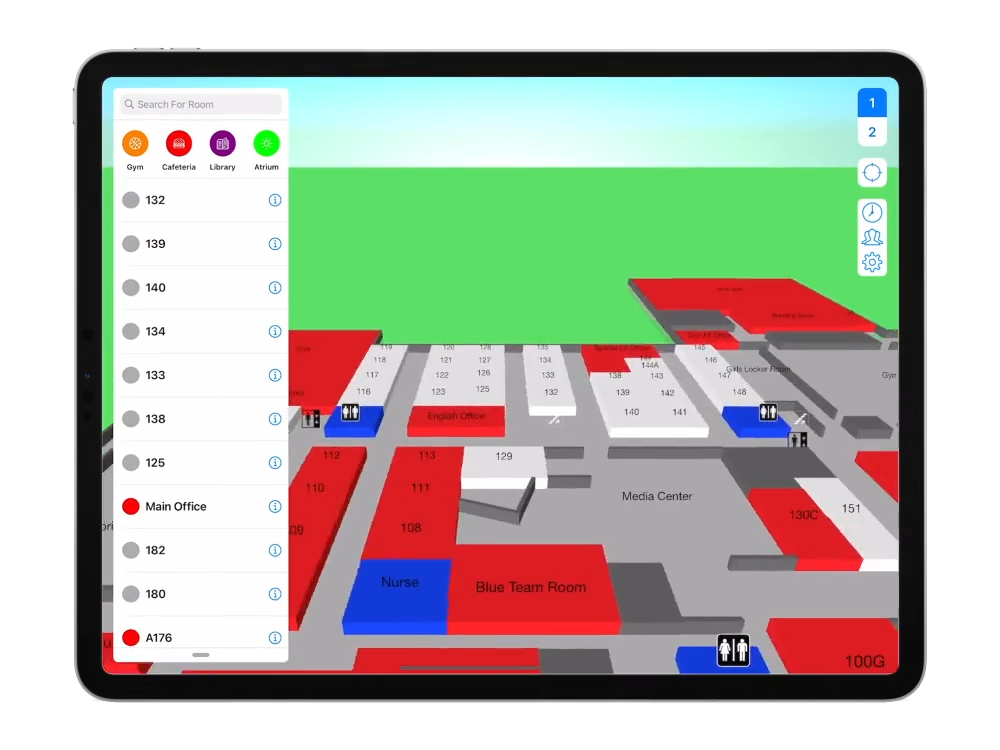 Search For Room
Gym Cafeteria Library Atrium
132
139
140
134
133
138
125
Main Office
182
180
A176
1
2
119 120 128 135 145
118 121 127 134 146
117 122 126 133 138 143 144A 147 Girls Locker Room
116 123 125 132 139 142 148
English Office 140 141
112 113 129
110 111 Media Center
109 108 130C 151
Nurse Blue Team Room
100G